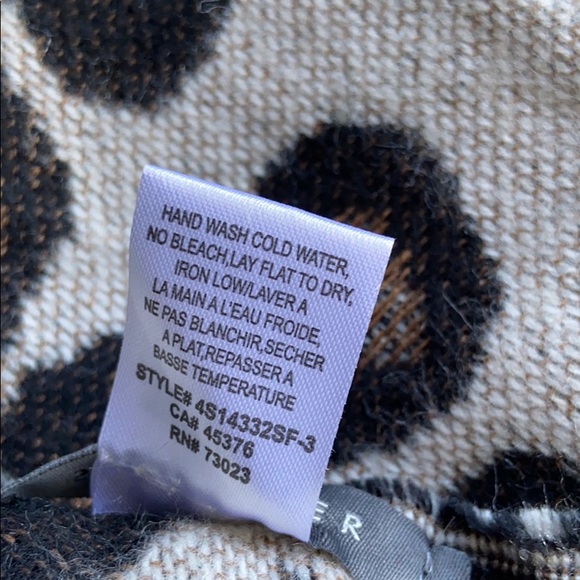 HAND WASH COLD WATER,
NO BLEACH,LAY FLAT TO DRY,
IRON LOW/LAVER A
LA MAIN A L'EAU FROIDE,
NE PAS BLANCHIR,SECHER
A PLAT,REPASSER A
BASSE TEMPERATURE
STYLE# 4S14332SF-3
CA# 45376
RN# 73023
E R